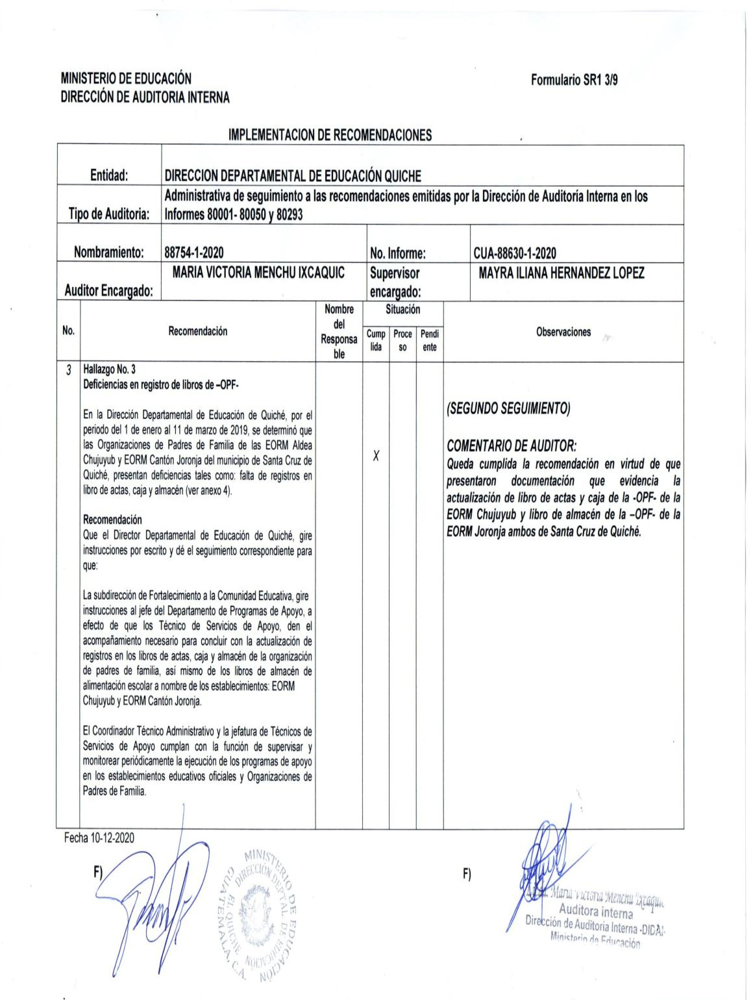 MINISTERIO DE EDUCACIÓN
DIRECCIÓN DE AUDITORIA INTERNA
Formulario SR1 3/9
IMPLEMENTACION DE RECOMENDACIONES
Entidad: DIRECCION DEPARTAMENTAL DE EDUCACIÓN QUICHE
Tipo de Auditoria: Administrativa de seguimiento a las recomendaciones emitidas por la Dirección de Auditoría Interna en los
Informes 80001- 80050 y 80293
Nombramiento: 88754-1-2020 No. Informe: CUA-88630-1-2020
Auditor Encargado: MARIA VICTORIA MENCHU IXCAQUIC
Supervisor
encargado:
MAYRA ILIANA HERNANDEZ LOPEZ
No.
Recomendación
Nombre
del
Responsa
ble
Situación
Cump
lida
Proce
so
Pendi
ente
Observaciones
3
Hallazgo No. 3
Deficiencias en registro de libros de –OPF-
En la Dirección Departamental de Educación de Quiché, por el
periodo del 1 de enero al 11 de marzo de 2019, se determinó que
las Organizaciones de Padres de Familia de las EORM Aldea
Chujuyub y EORM Cantón Joronja del municipio de Santa Cruz de
Quiché, presentan deficiencias tales como: falta de registros en
libro de actas, caja y almacén (ver anexo 4).
Recomendación
Que el Director Departamental de Educación de Quiché, gire
instrucciones por escrito y dé el seguimiento correspondiente para
que:
La subdirección de Fortalecimiento a la Comunidad Educativa, gire
instrucciones al jefe del Departamento de Programas de Apoyo, a
efecto de que los Técnico de Servicios de Apoyo, den el
acompañamiento necesario para concluir con la actualización de
registros en los libros de actas, caja y almacén de la organización
de padres de familia, así mismo de los libros de almacén de
alimentación escolar a nombre de los establecimientos: EORM
Chujuyub y EORM Cantón Joronja.
El Coordinador Técnico Administrativo y la jefatura de Técnicos de
Servicios de Apoyo cumplan con la función de supervisar y
monitorear periódicamente la ejecución de los programas de apoyo
en los establecimientos educativos oficiales y Organizaciones de
Padres de Familia.
X
(SEGUNDO SEGUIMIENTO)
COMENTARIO DE AUDITOR:
Queda cumplida la recomendación en virtud de que
presentaron documentación que evidencia la
actualización de libro de actas y caja de la -OPF- de la
EORM Chujuyub y libro de almacén de la –OPF- de la
EORM Joronja ambos de Santa Cruz de Quiché.
Fecha 10-12-2020
F)
MINISTERIO DE EDUCACIÓN
GUATEMALA, C.A.
DIRECCIÓN DEPTAL. DE EDUCACIÓN
EL QUICHE
F)
Maria Victoria Menchu Ixcaquic
Auditora interna
Dirección de Auditoria Interna -DIDAI-
Ministerio de Educación